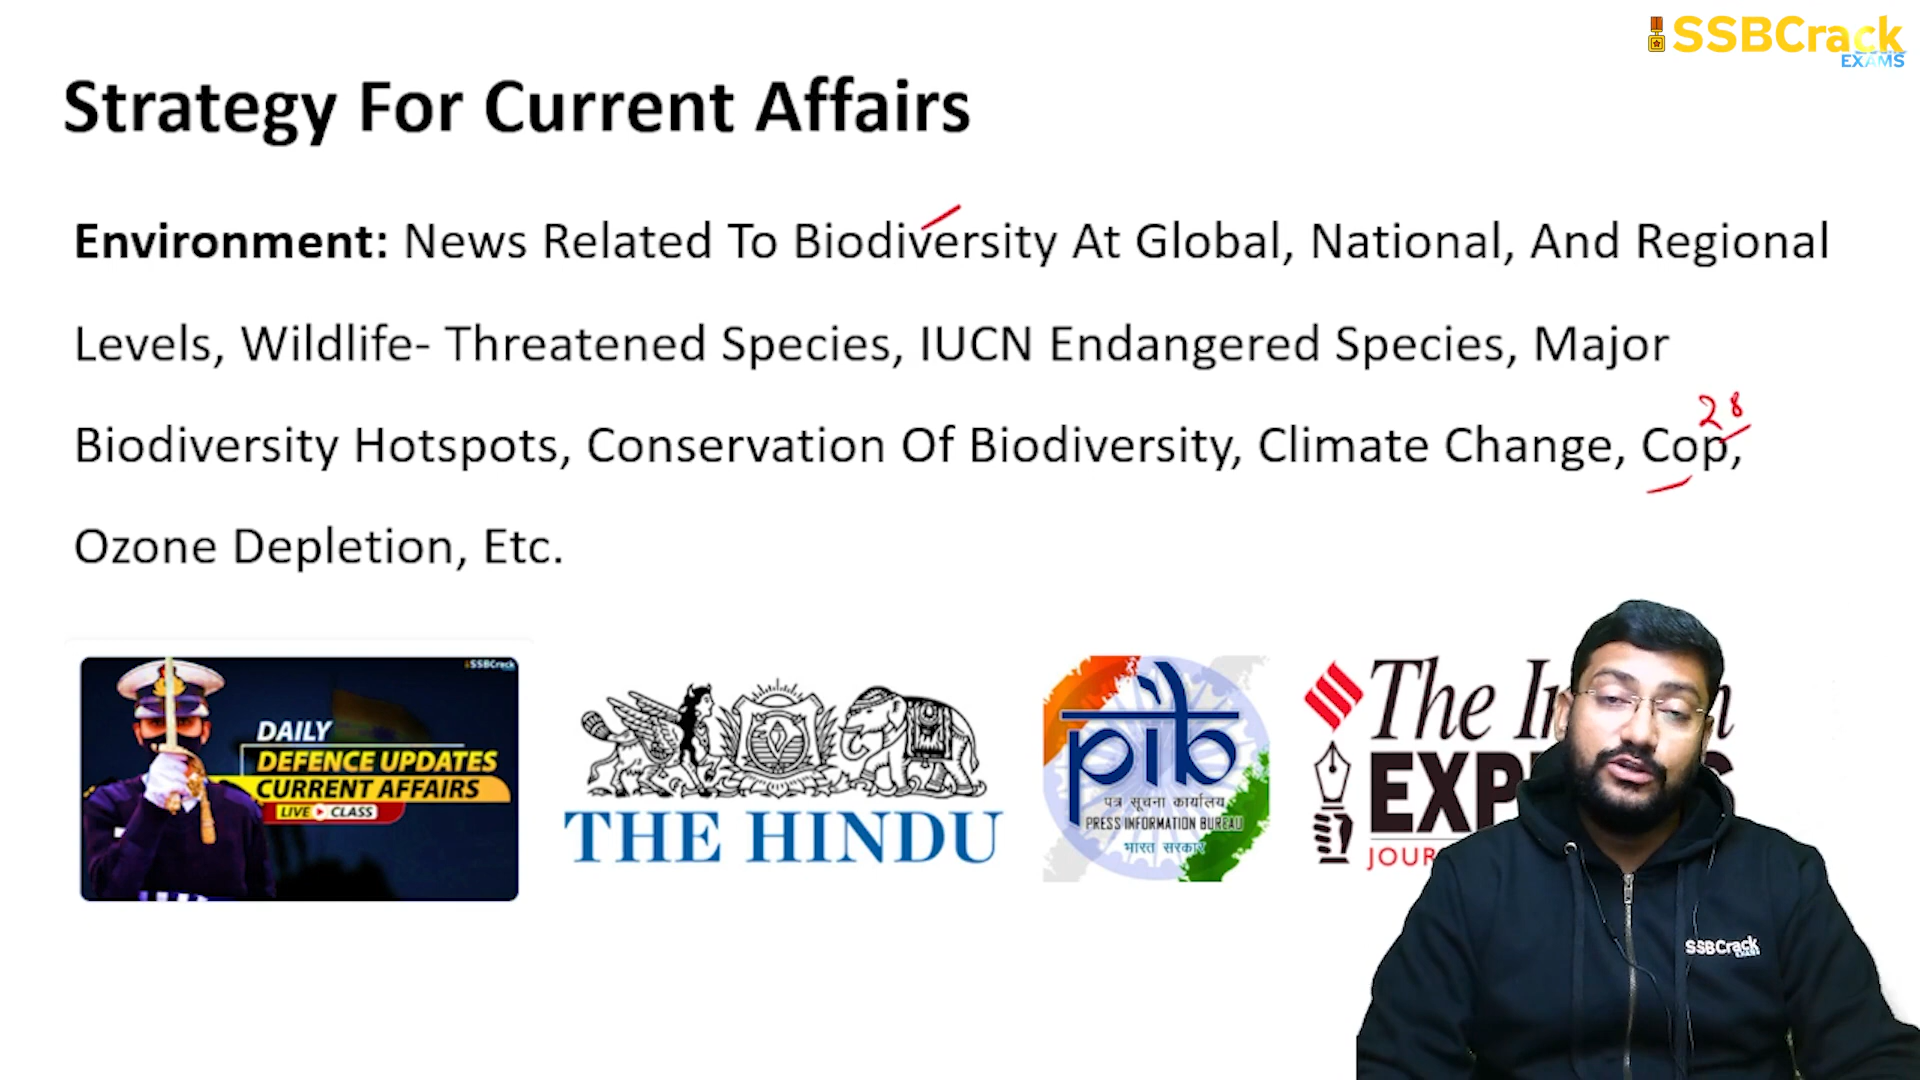 SSBCrack
EXAMS
Strategy For Current Affairs
Environment: News Related To Biodiversity At Global, National, And Regional
Levels, Wildlife- Threatened Species, IUCN Endangered Species, Major
28
Biodiversity Hotspots, Conservation Of Biodiversity, Climate Change, Cop,
Ozone Depletion, Etc.
SSBCrack
DAILY
DEFENCE UPDATES
CURRENT AFFAIRS
LIVE CLASS
THE HINDU
pib
पत्र सूचना कार्यालय
PRESS INFORMATION BUREAU
भारत सरकार
The In n
EXP S
JOUR
SSBCrack
EXAMS